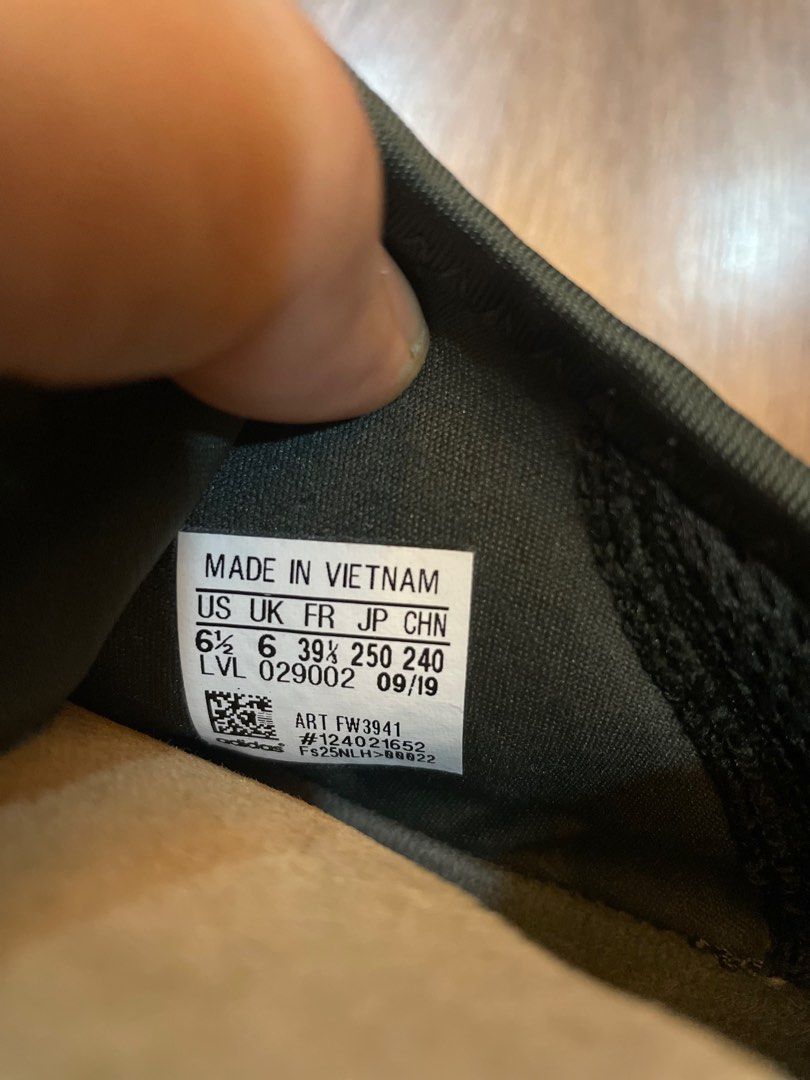 MADE IN VIETNAM
US UK FR JP CHN
6½ 6 39⅓ 250 240
LVL 029002 09/19
ART FW3941
#124021652
adidas FS25NLH>00022